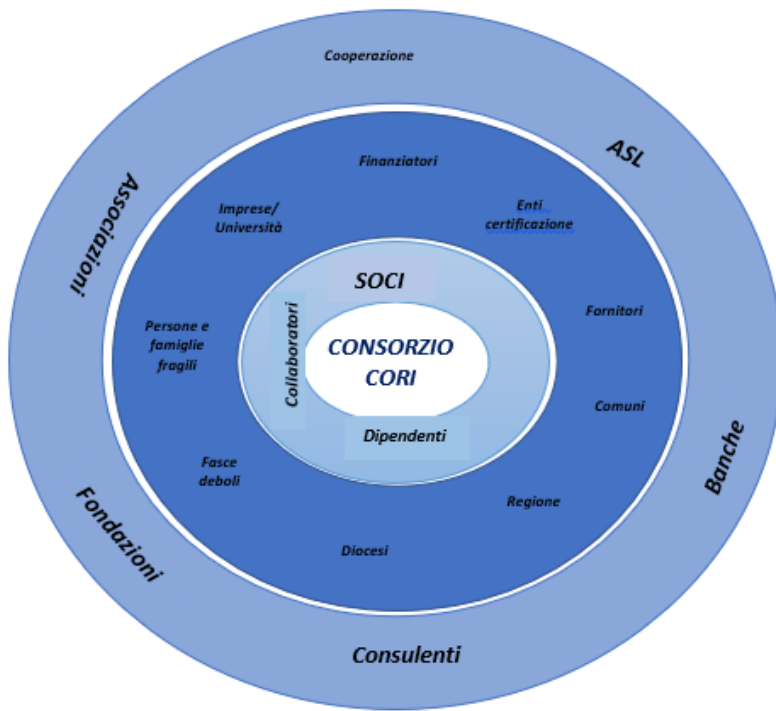 Cooperazione
ASL
Associazioni
Finanziatori
Imprese/
Università
Enti
certificazione
SOCI
Fornitori
Collaboratori
Persone e
famiglie
fragili
CONSORZIO
CORI
Comuni
Dipendenti
Banche
Fasce
deboli
Regione
Fondazioni
Diocesi
Consulenti